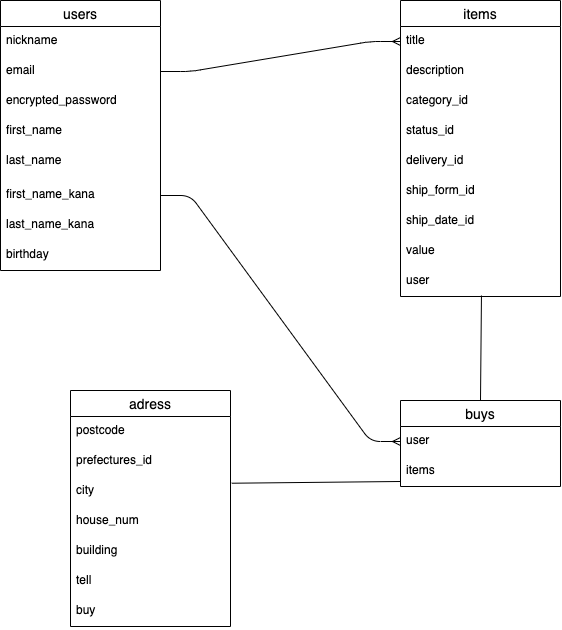 users
nickname
email
encrypted_password
first_name
last_name
first_name_kana
last_name_kana
birthday
items
title
description
category_id
status_id
delivery_id
ship_form_id
ship_date_id
value
user
adress
postcode
prefectures_id
city
house_num
building
tell
buy
buys
user
items